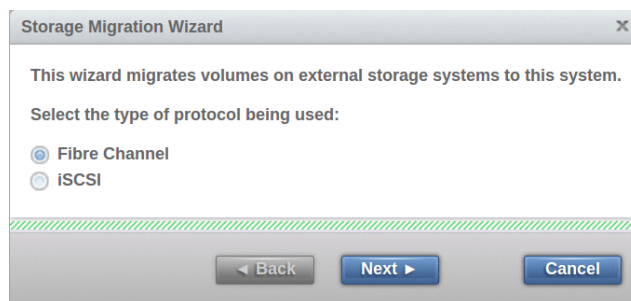 Storage Migration Wizard
This wizard migrates volumes on external storage systems to this system.
Select the type of protocol being used:
Fibre Channel
iSCSI
◄ Back Next ► Cancel